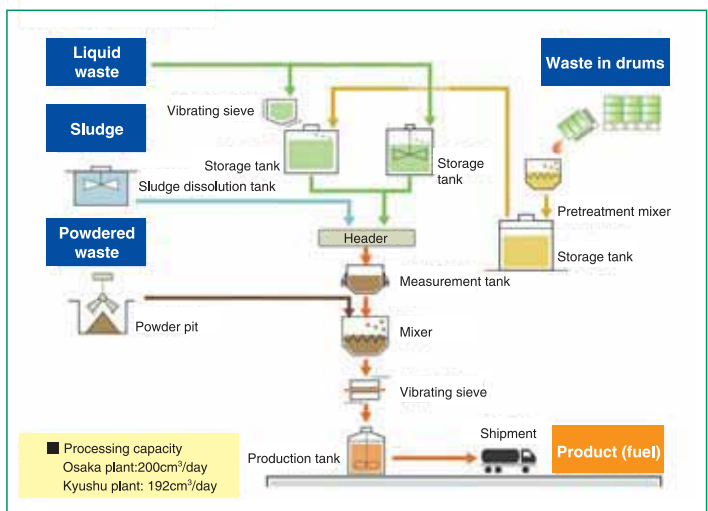 Liquid
waste
Waste in drums
Vibrating sieve
Sludge
Storage tank
Storage
tank
Sludge dissolution tank
Pretreatment mixer
Powdered
waste
Header
Storage tank
Measurement tank
Powder pit
Mixer
Vibrating sieve
■ Processing capacity
Osaka plant:200cm³/day
Kyushu plant: 192cm³/day
Production tank
Shipment
Product (fuel)